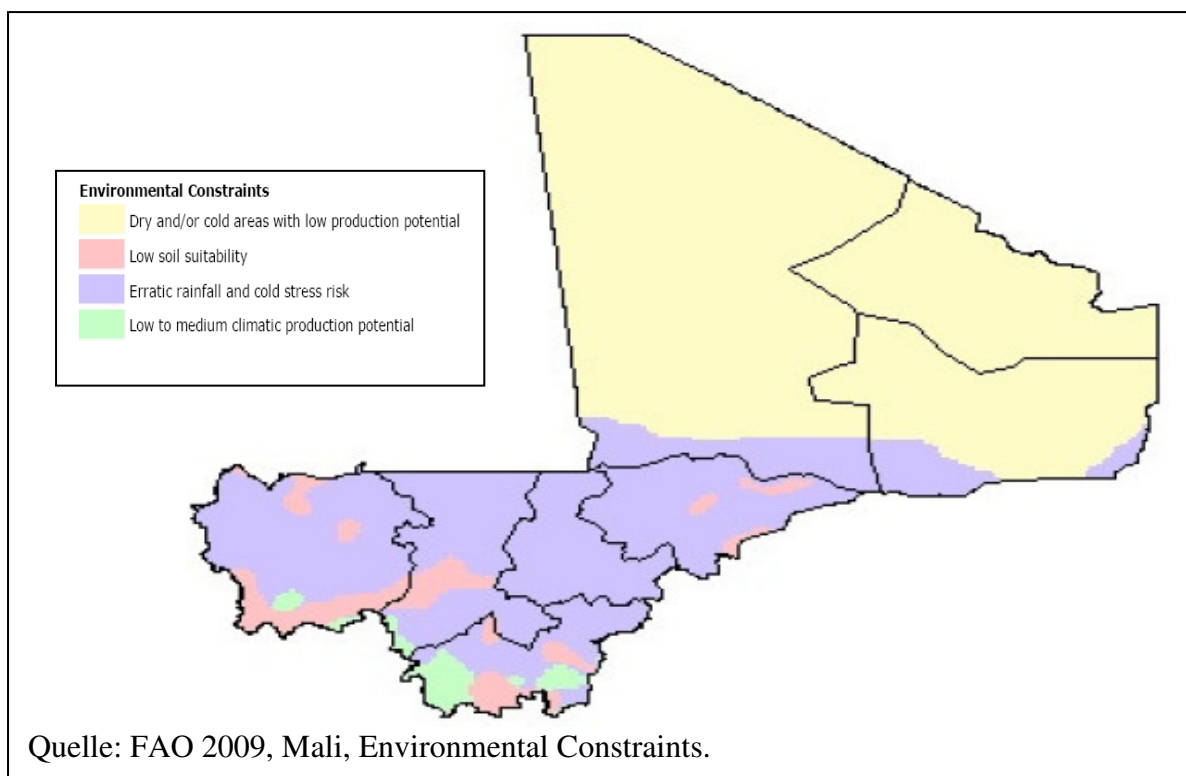 Environmental Constraints
Dry and/or cold areas with low production potential
Low soil suitability
Erratic rainfall and cold stress risk
Low to medium climatic production potential
Quelle: FAO 2009, Mali, Environmental Constraints.